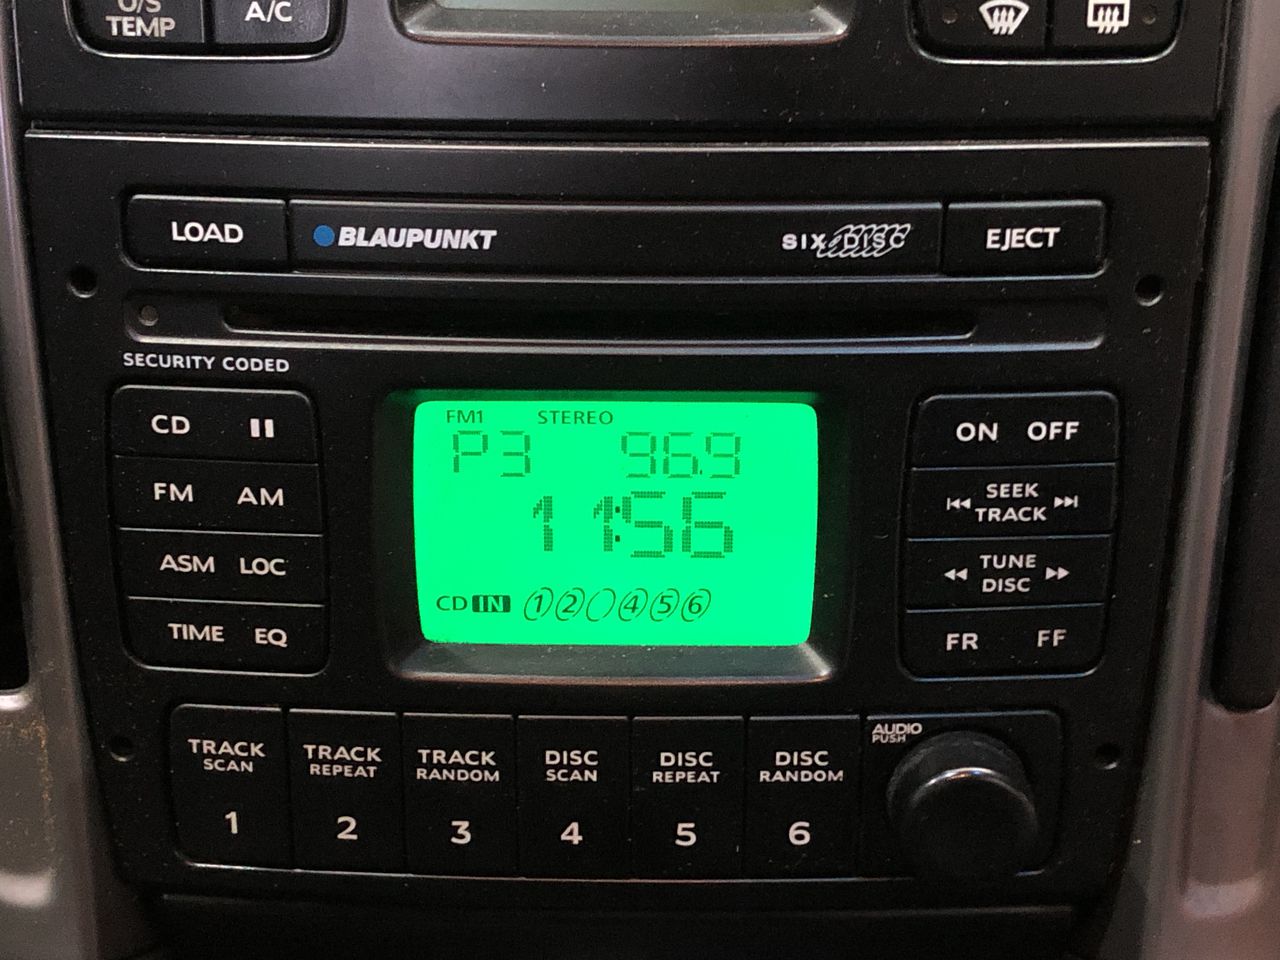 O/S
TEMP
A/C
LOAD
BLAUPUNKT
SIX DISC
EJECT
SECURITY CODED
CD
FM AM
ASM LOC
TIME EQ
FM1 STEREO
P3 96.9
11:56
CD IN 1 2 4 5 6
ON OFF
SEEK
TRACK
TUNE
DISC
FR FF
TRACK
SCAN
1
TRACK
REPEAT
2
TRACK
RANDOM
3
DISC
SCAN
4
DISC
REPEAT
5
DISC
RANDOM
6
AUDIO
PUSH